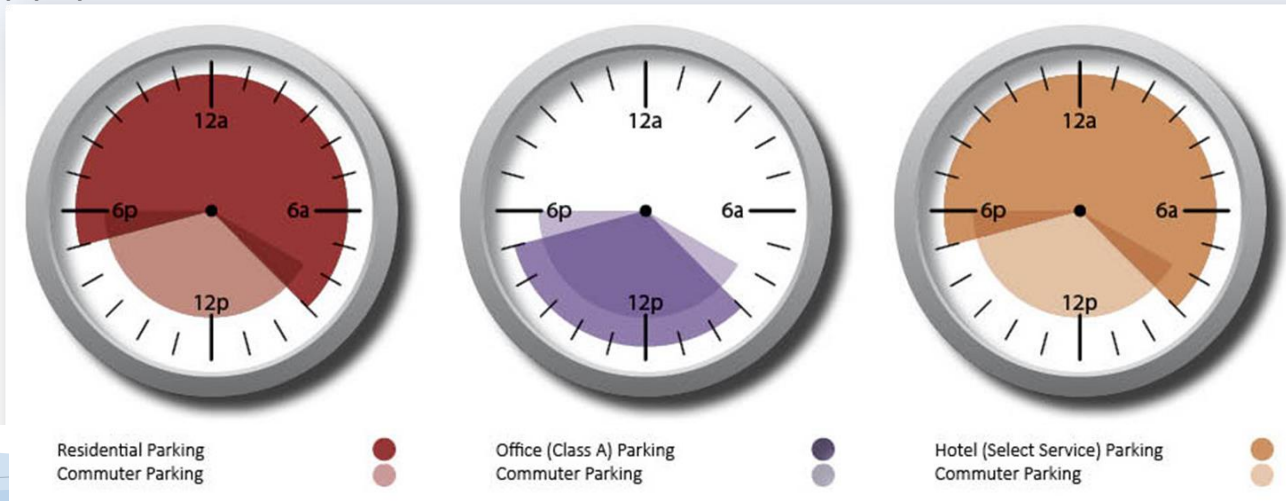 12a
6p
6a
12p
12a
6p
6a
12p
12a
6p
6a
12p
Residential Parking
Commuter Parking
Office (Class A) Parking
Commuter Parking
Hotel (Select Service) Parking
Commuter Parking